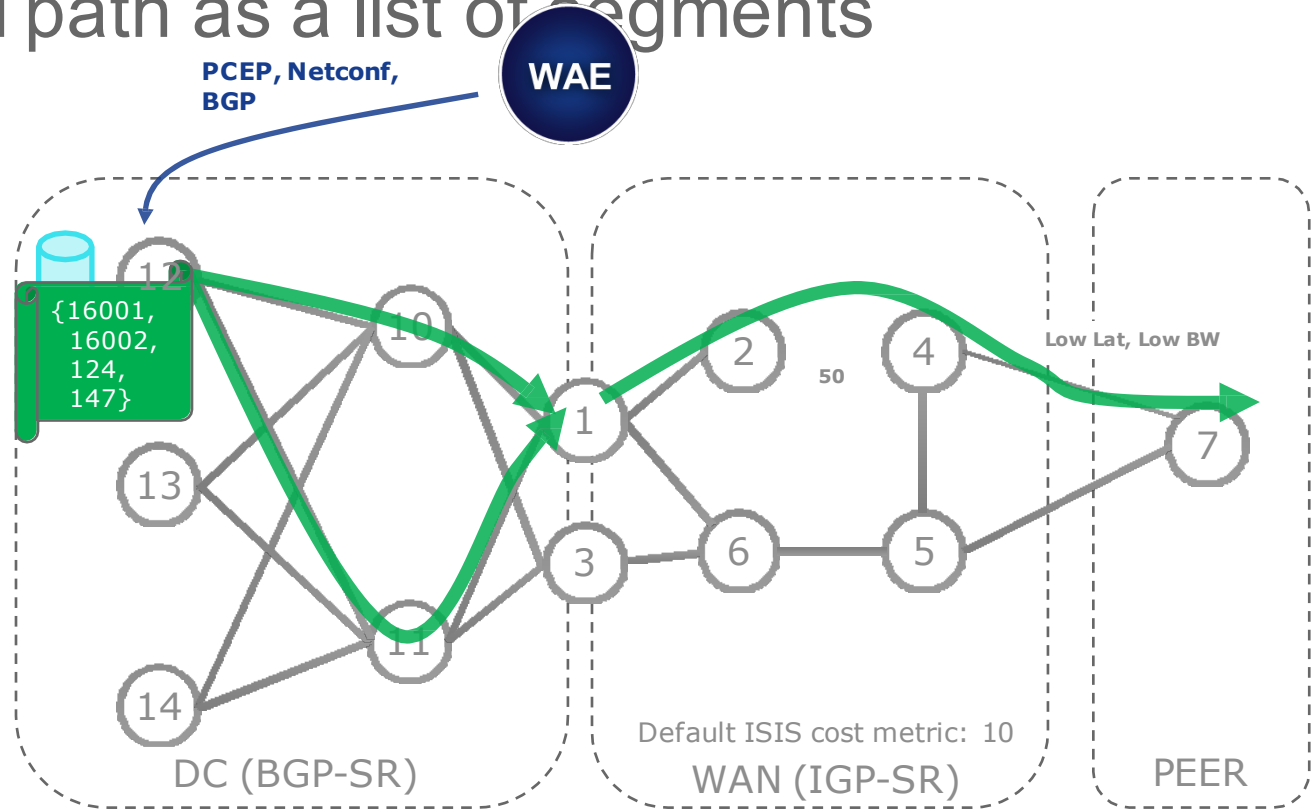 path as a list of segments
PCEP, Netconf,
BGP
WAE
12
{16001,
16002,
124,
147}
10
2
4
Low Lat, Low BW
50
1
7
13
3
6
5
11
14
Default ISIS cost metric: 10
DC (BGP-SR)
WAN (IGP-SR)
PEER